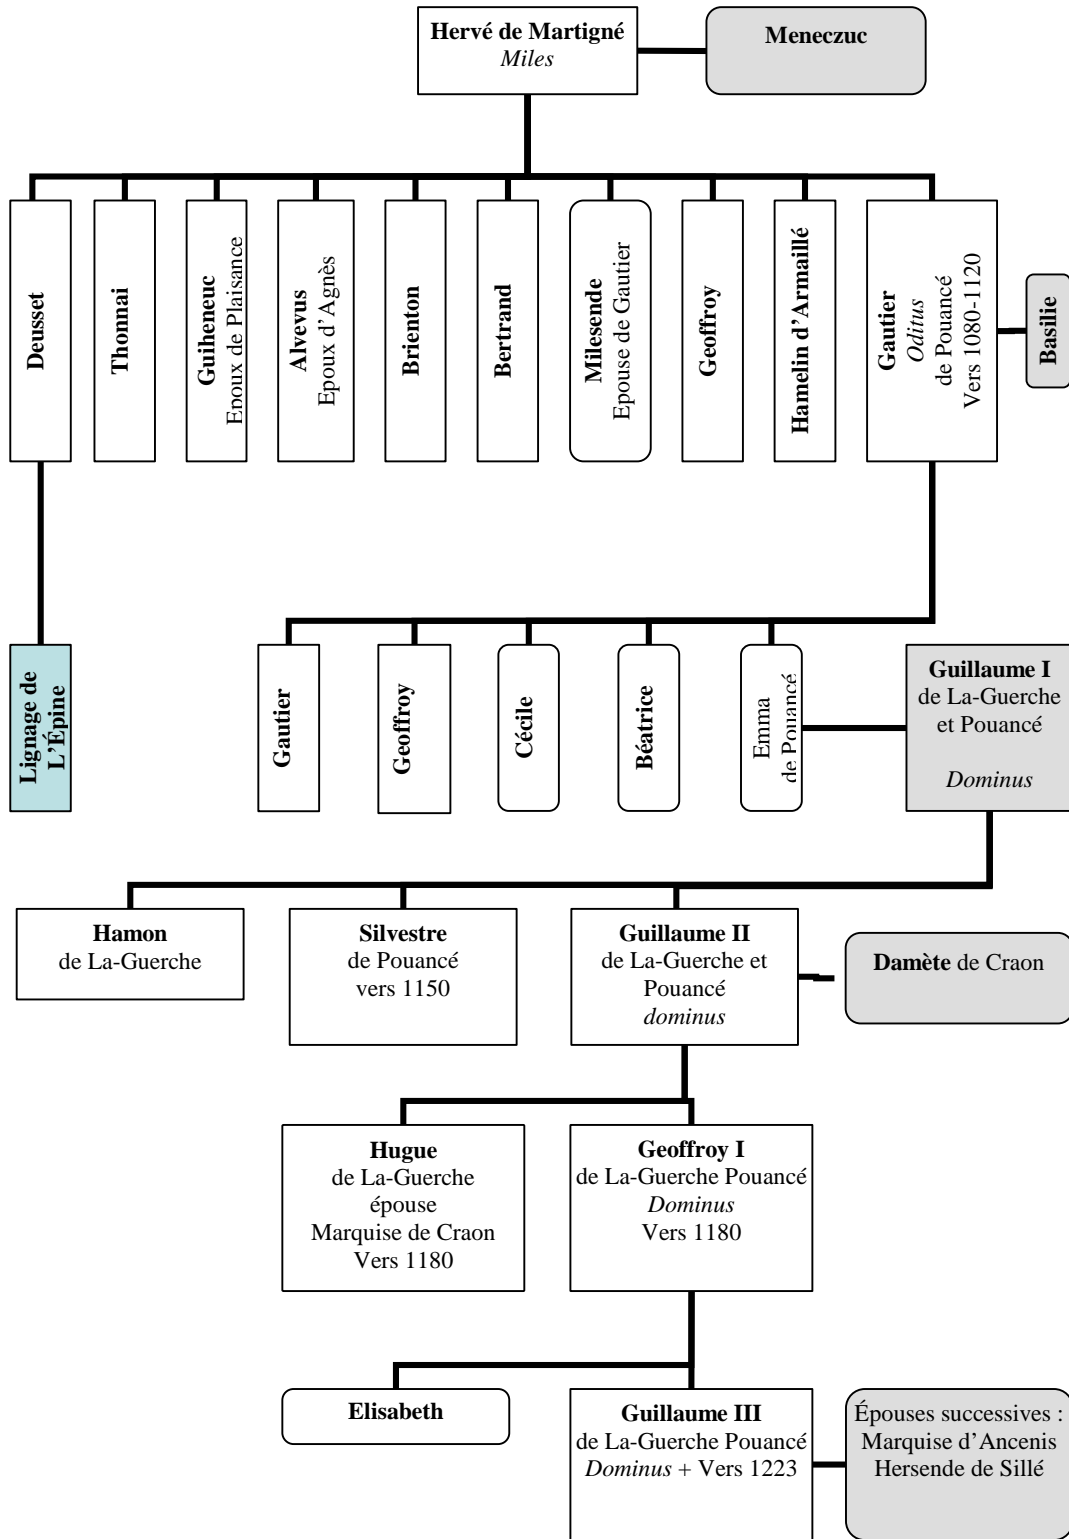 Hervé de Martigné
Miles
Meneczuc
Deusset
Thonnai
Guiheneuc
Epoux de Plaisance
Alvevus
Epoux d'Agnès
Brienton
Bertrand
Milesende
Epouse de Gautier
Geoffroy
Hamelin d'Armaillé
Gautier
Oditus
de Pouancé
Vers 1080-1120
Basilie
Lignage de
L'Épine
Gautier
Geoffroy
Cécile
Béatrice
Emma
de Pouancé
Guillaume I
de La-Guerche
et Pouancé
Dominus
Hamon
de La-Guerche
Silvestre
de Pouancé
vers 1150
Guillaume II
de La-Guerche et
Pouancé
dominus
Damète de Craon
Hugue
de La-Guerche
épouse
Marquise de Craon
Vers 1180
Geoffroy I
de La-Guerche Pouancé
Dominus
Vers 1180
Elisabeth
Guillaume III
de La-Guerche Pouancé
Dominus + Vers 1223
Épouses successives :
Marquise d'Ancenis
Hersende de Sillé